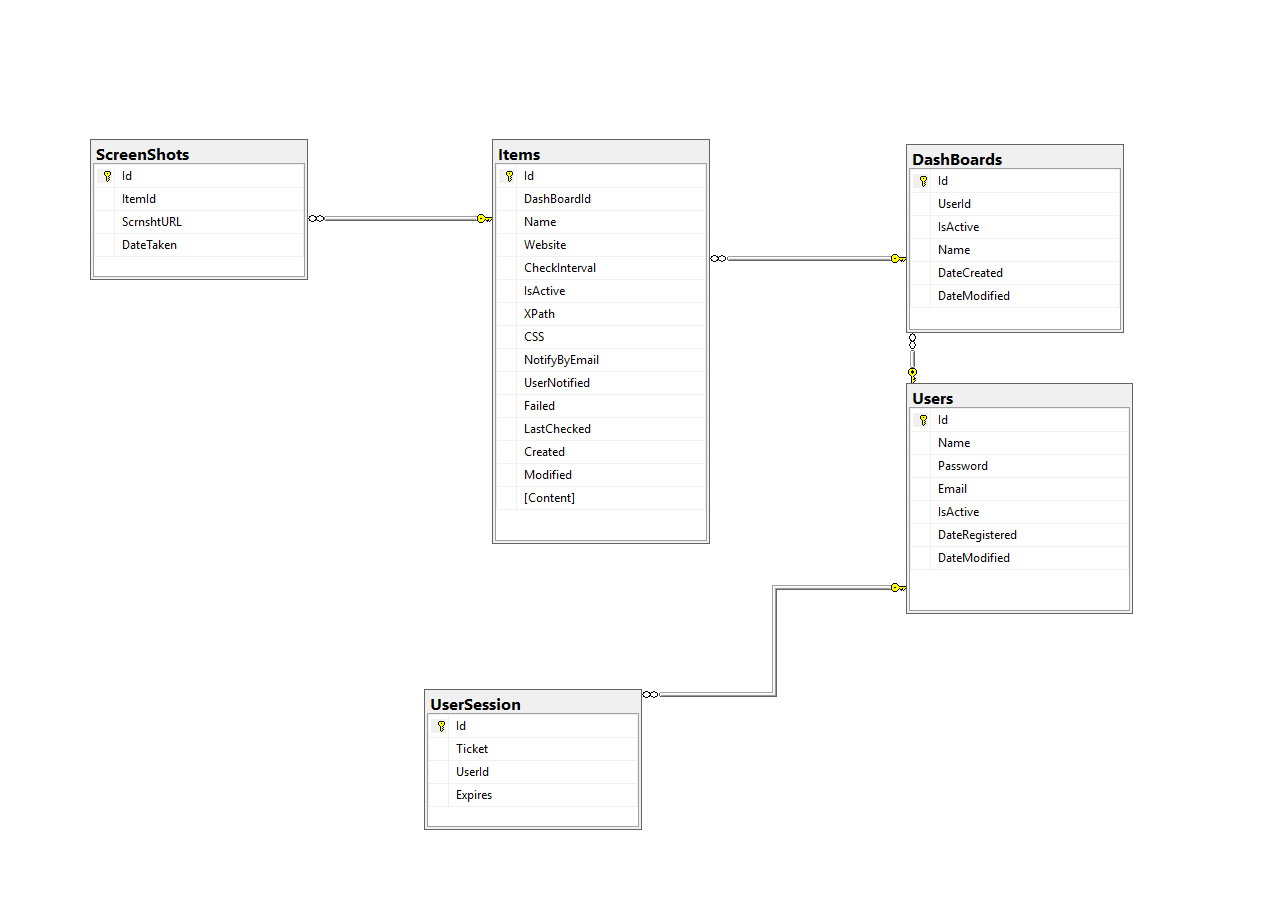 ScreenShots
Id
ItemId
ScrnshtURL
DateTaken
Items
Id
DashBoardId
Name
Website
CheckInterval
IsActive
XPath
CSS
NotifyByEmail
UserNotified
Failed
LastChecked
Created
Modified
[Content]
DashBoards
Id
UserId
IsActive
Name
DateCreated
DateModified
Users
Id
Name
Password
Email
IsActive
DateRegistered
DateModified
UserSession
Id
Ticket
UserId
Expires